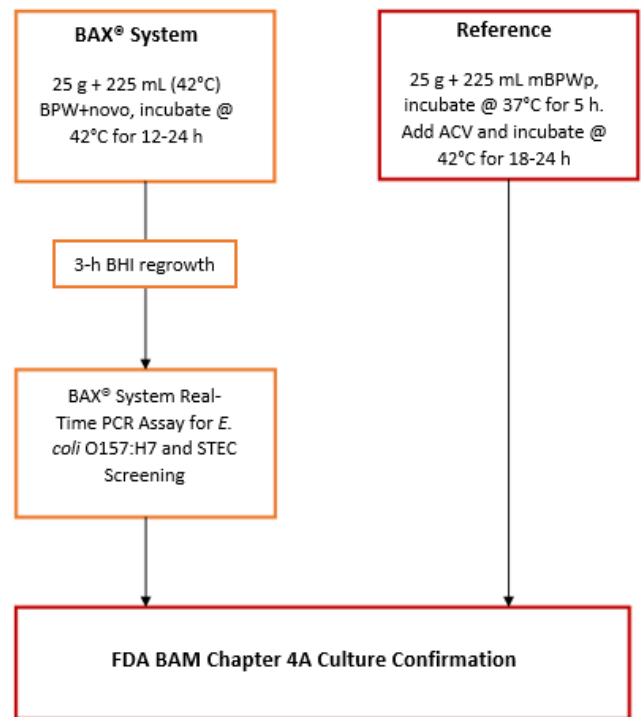 BAX® System
25 g + 225 mL (42°C)
BPW+novo, incubate @
42°C for 12-24 h
Reference
25 g + 225 mL mBPWp,
incubate @ 37°C for 5 h.
Add ACV and incubate @
42°C for 18-24 h
3-h BHI regrowth
BAX® System Real-
Time PCR Assay for E.
coli O157:H7 and STEC
Screening
FDA BAM Chapter 4A Culture Confirmation